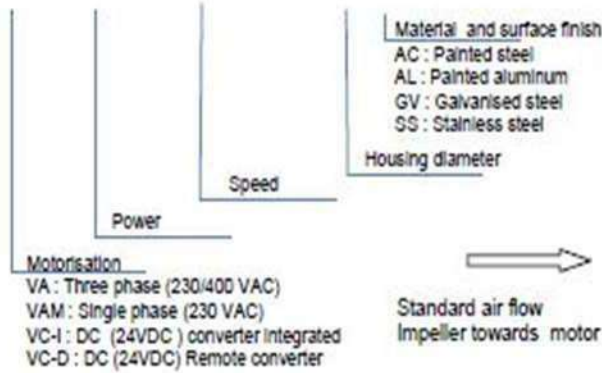 Material and surface finish
AC : Painted steel
AL : Painted aluminum
GV : Galvanised steel
SS : Stainless steel
Housing diameter
Speed
Power
Motorisation
VA : Three phase (230/400 VAC)
VAM : Single phase (230 VAC)
VC-I : DC (24VDC ) converter integrated
VC-D : DC (24VDC) Remote converter
Standard air flow
Impeller towards motor